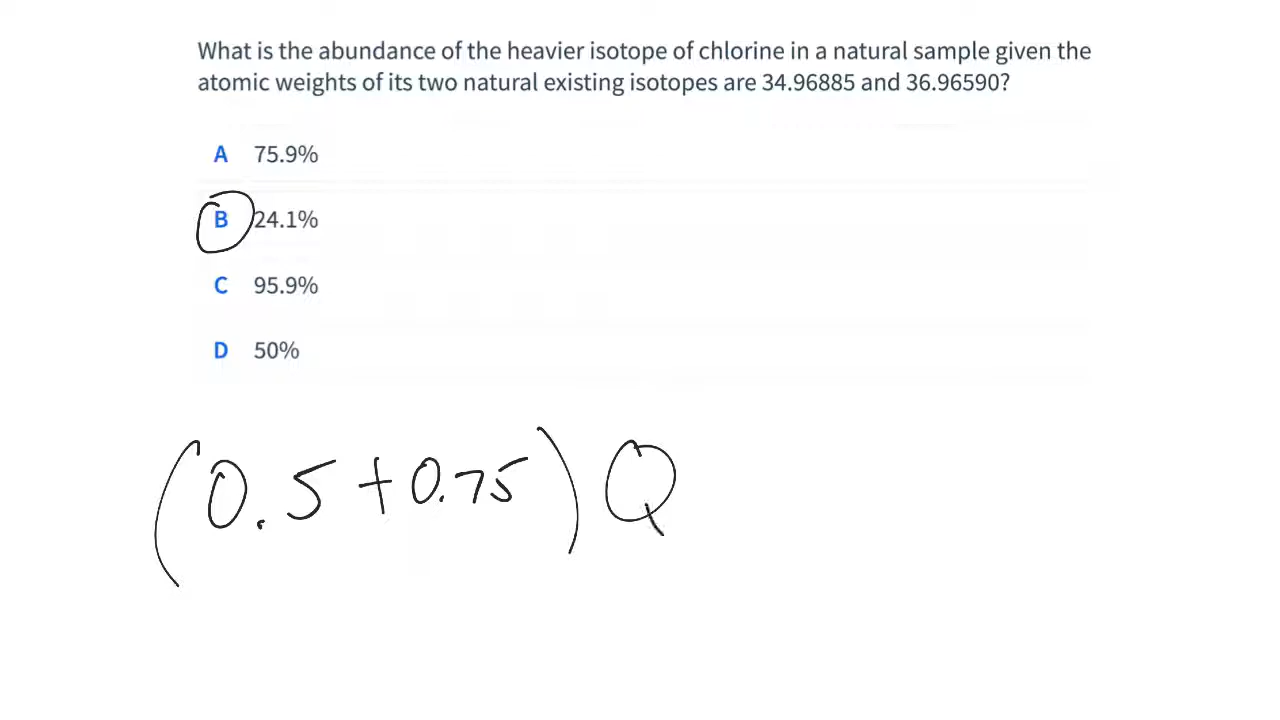 What is the abundance of the heavier isotope of chlorine in a natural sample given the
atomic weights of its two natural existing isotopes are 34.96885 and 36.96590?
A 75.9%
B 24.1%
C 95.9%
D 50%
(0.5+0.75) Q